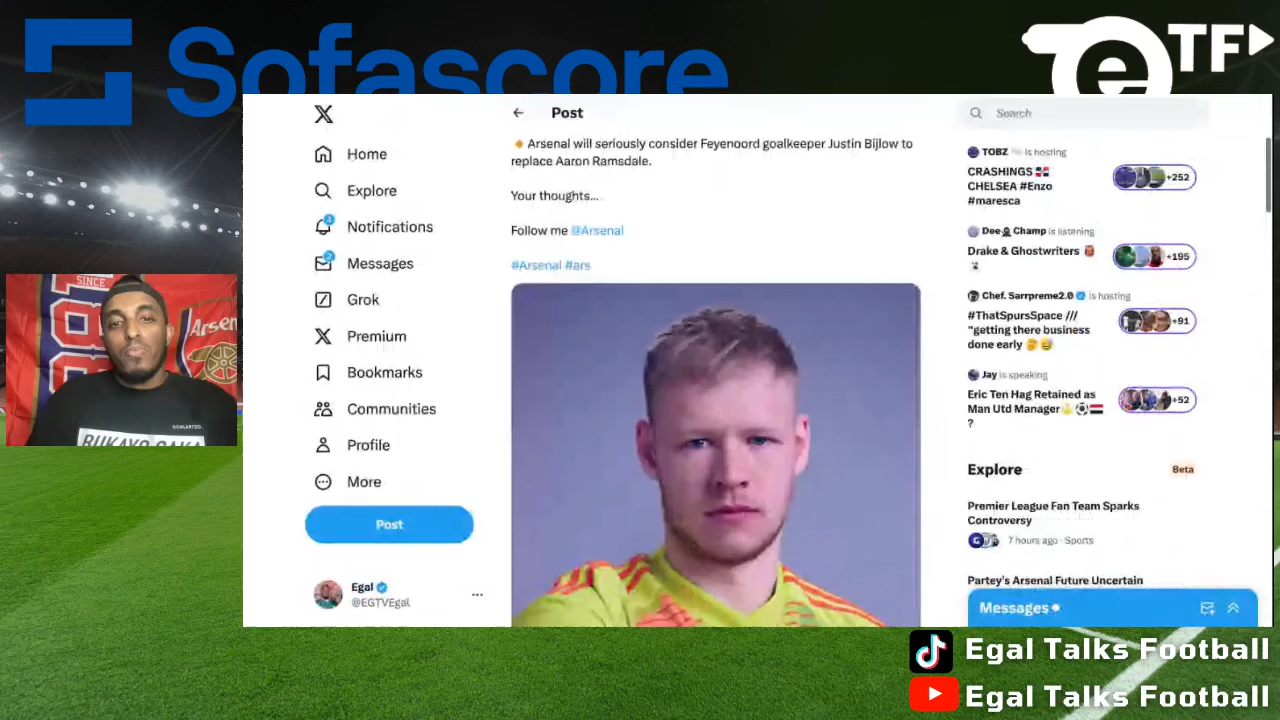 Sofascore
eTF
Post
Search
Home
Explore
Notifications
Messages
Grok
Premium
Bookmarks
Communities
Profile
More
Post
Egal
@EGTVEgal
🔸 Arsenal will seriously consider Feyenoord goalkeeper Justin Bijlow to
replace Aaron Ramsdale.
Your thoughts...
Follow me @Arsenal
#Arsenal #ars
TOBZ is hosting
CRASHINGS
CHELSEA #Enzo
#maresca
+252
Dee Champ is listening
Drake & Ghostwriters
+195
Chef. Sarrpreme2.0 is hosting
#ThatSpursSpace ///
"getting there business
done early
+91
Jay is speaking
Eric Ten Hag Retained as
Man Utd Manager
?
+52
Explore
Beta
Premier League Fan Team Sparks
Controversy
7 hours ago · Sports
Partey's Arsenal Future Uncertain
Messages
SINCE
Arsen
BUKAYO SAKA
Egal Talks Football
Egal Talks Football